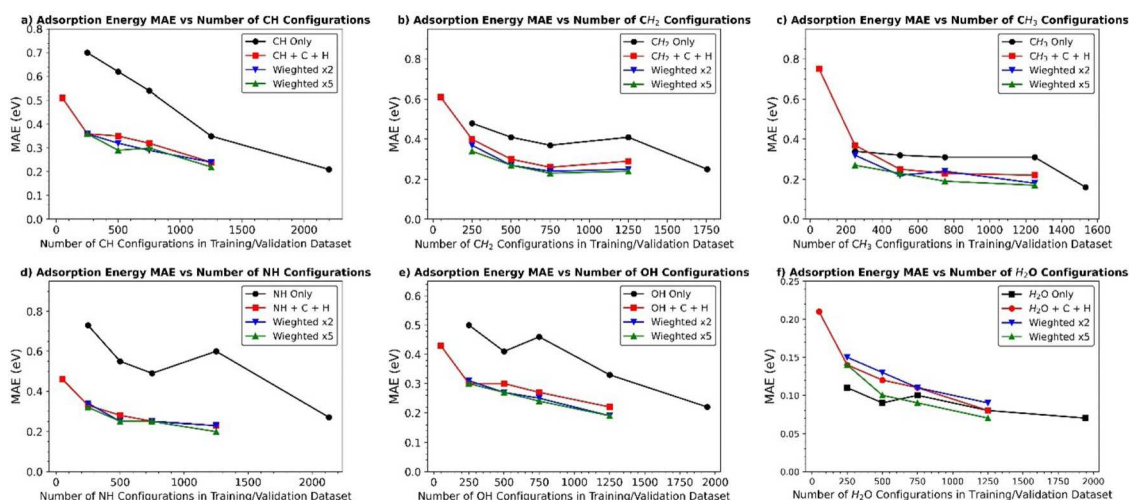 a) Adsorption Energy MAE vs Number of CH Configurations
MAE (eV)
0.8
0.7
0.6
0.5
0.4
0.3
0.2
0.1
0.0
CH Only
CH + C + H
Wieghted x2
Wieghted x5
0 500 1000 1500 2000
Number of CH Configurations in Training/Validation Dataset
b) Adsorption Energy MAE vs Number of CH₂ Configurations
MAE (eV)
0.8
0.6
0.4
0.2
0.0
CH₂ Only
CH₂ + C + H
Wieghted x2
Wieghted x5
0 250 500 750 1000 1250 1500 1750
Number of CH₂ Configurations in Training/Validation Dataset
c) Adsorption Energy MAE vs Number of CH₃ Configurations
MAE (eV)
0.8
0.6
0.4
0.2
0.0
CH₃ Only
CH₃ + C + H
Wieghted x2
Wieghted x5
0 200 400 600 800 1000 1200 1400 1600
Number of CH₃ Configurations in Training/Validation Dataset
d) Adsorption Energy MAE vs Number of NH Configurations
MAE (eV)
0.8
0.6
0.4
0.2
0.0
NH Only
NH + C + H
Wieghted x2
Wieghted x5
0 500 1000 1500 2000
Number of NH Configurations in Training/Validation Dataset
e) Adsorption Energy MAE vs Number of OH Configurations
MAE (eV)
0.6
0.5
0.4
0.3
0.2
0.1
0.0
OH Only
OH + C + H
Wieghted x2
Wieghted x5
0 250 500 750 1000 1250 1500 1750 2000
Number of OH Configurations in Training/Validation Dataset
f) Adsorption Energy MAE vs Number of H₂O Configurations
MAE (eV)
0.25
0.20
0.15
0.10
0.05
0.00
H₂O Only
H₂O + C + H
Wieghted x2
Wieghted x5
0 250 500 750 1000 1250 1500 1750 2000
Number of H₂O Configurations in Training/Validation Dataset